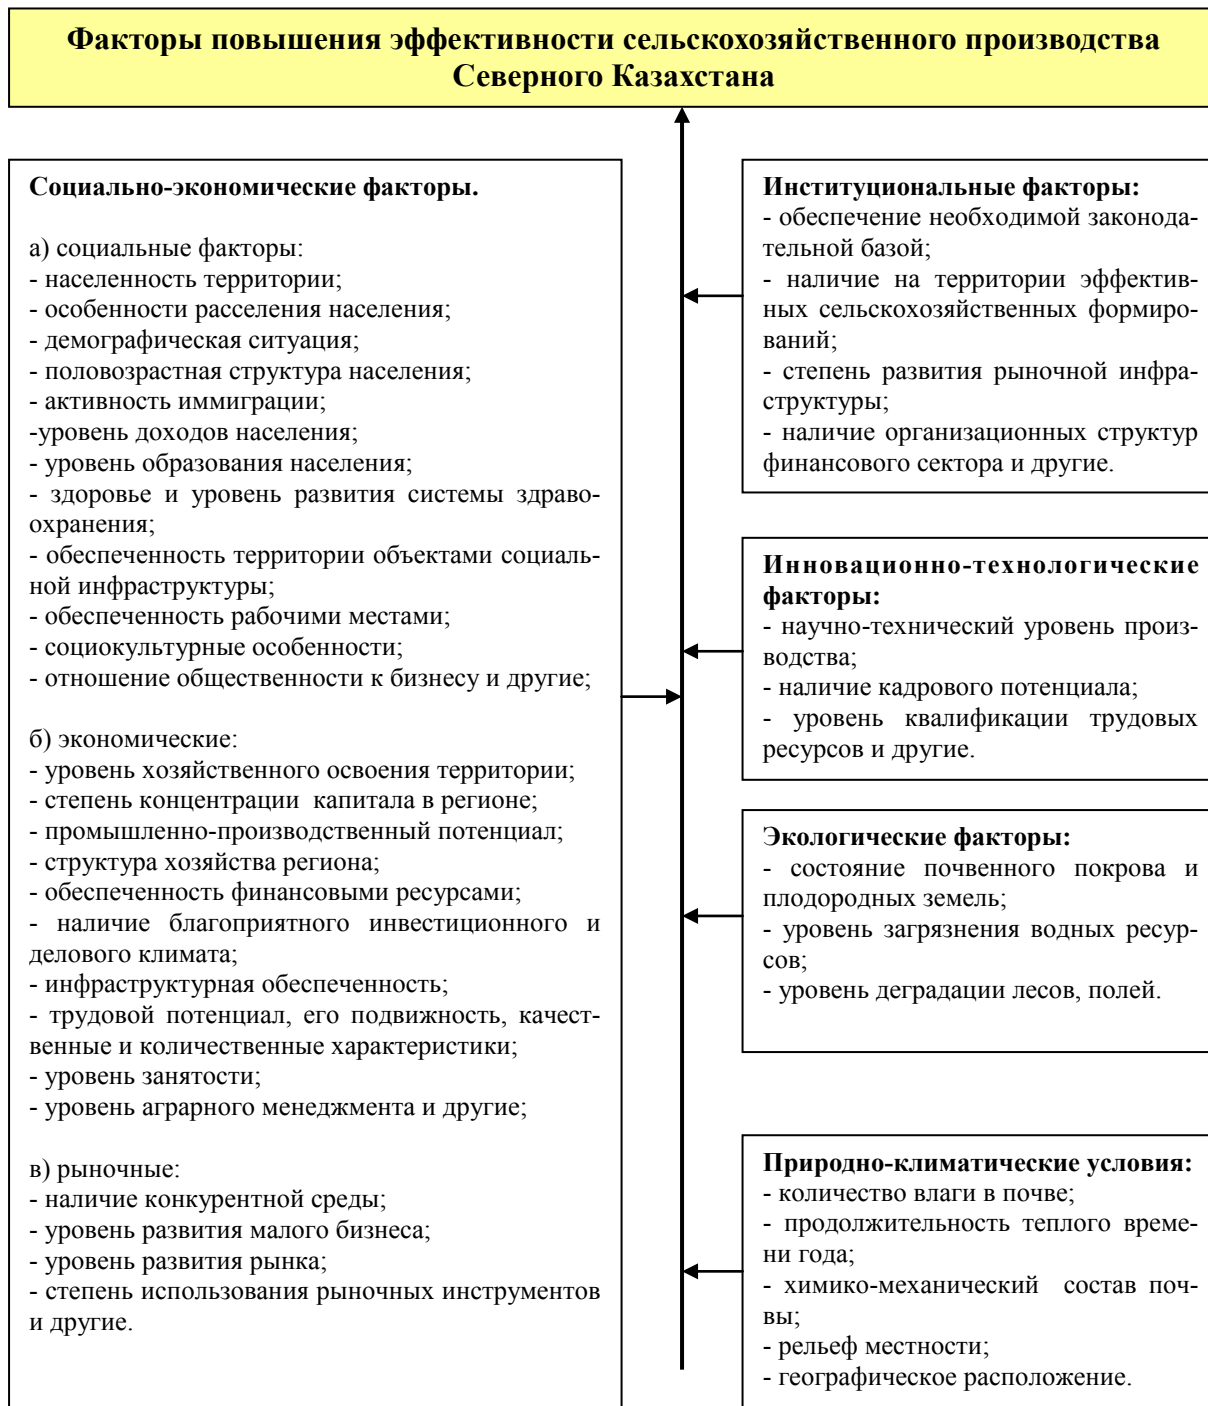 Факторы повышения эффективности сельскохозяйственного производства
Северного Казахстана
Социально-экономические факторы.
а) социальные факторы:
- населенность территории;
- особенности расселения населения;
- демографическая ситуация;
- половозрастная структура населения;
- активность иммиграции;
-уровень доходов населения;
- уровень образования населения;
- здоровье и уровень развития системы здраво-
охранения;
- обеспеченность территории объектами социаль-
ной инфраструктуры;
- обеспеченность рабочими местами;
- социокультурные особенности;
- отношение общественности к бизнесу и другие;
б) экономические:
- уровень хозяйственного освоения территории;
- степень концентрации капитала в регионе;
- промышленно-производственный потенциал;
- структура хозяйства региона;
- обеспеченность финансовыми ресурсами;
- наличие благоприятного инвестиционного и
делового климата;
- инфраструктурная обеспеченность;
- трудовой потенциал, его подвижность, качест-
венные и количественные характеристики;
- уровень занятости;
- уровень аграрного менеджмента и другие;
в) рыночные:
- наличие конкурентной среды;
- уровень развития малого бизнеса;
- уровень развития рынка;
- степень использования рыночных инструментов
и другие.
Институциональные факторы:
- обеспечение необходимой законода-
тельной базой;
- наличие на территории эффектив-
ных сельскохозяйственных формиро-
ваний;
- степень развития рыночной инфра-
структуры;
- наличие организационных структур
финансового сектора и другие.
Инновационно-технологические
факторы:
- научно-технический уровень произ-
водства;
- наличие кадрового потенциала;
- уровень квалификации трудовых
ресурсов и другие.
Экологические факторы:
- состояние почвенного покрова и
плодородных земель;
- уровень загрязнения водных ресур-
сов;
- уровень деградации лесов, полей.
Природно-климатические условия:
- количество влаги в почве;
- продолжительность теплого време-
ни года;
- химико-механический состав поч-
вы;
- рельеф местности;
- географическое расположение.